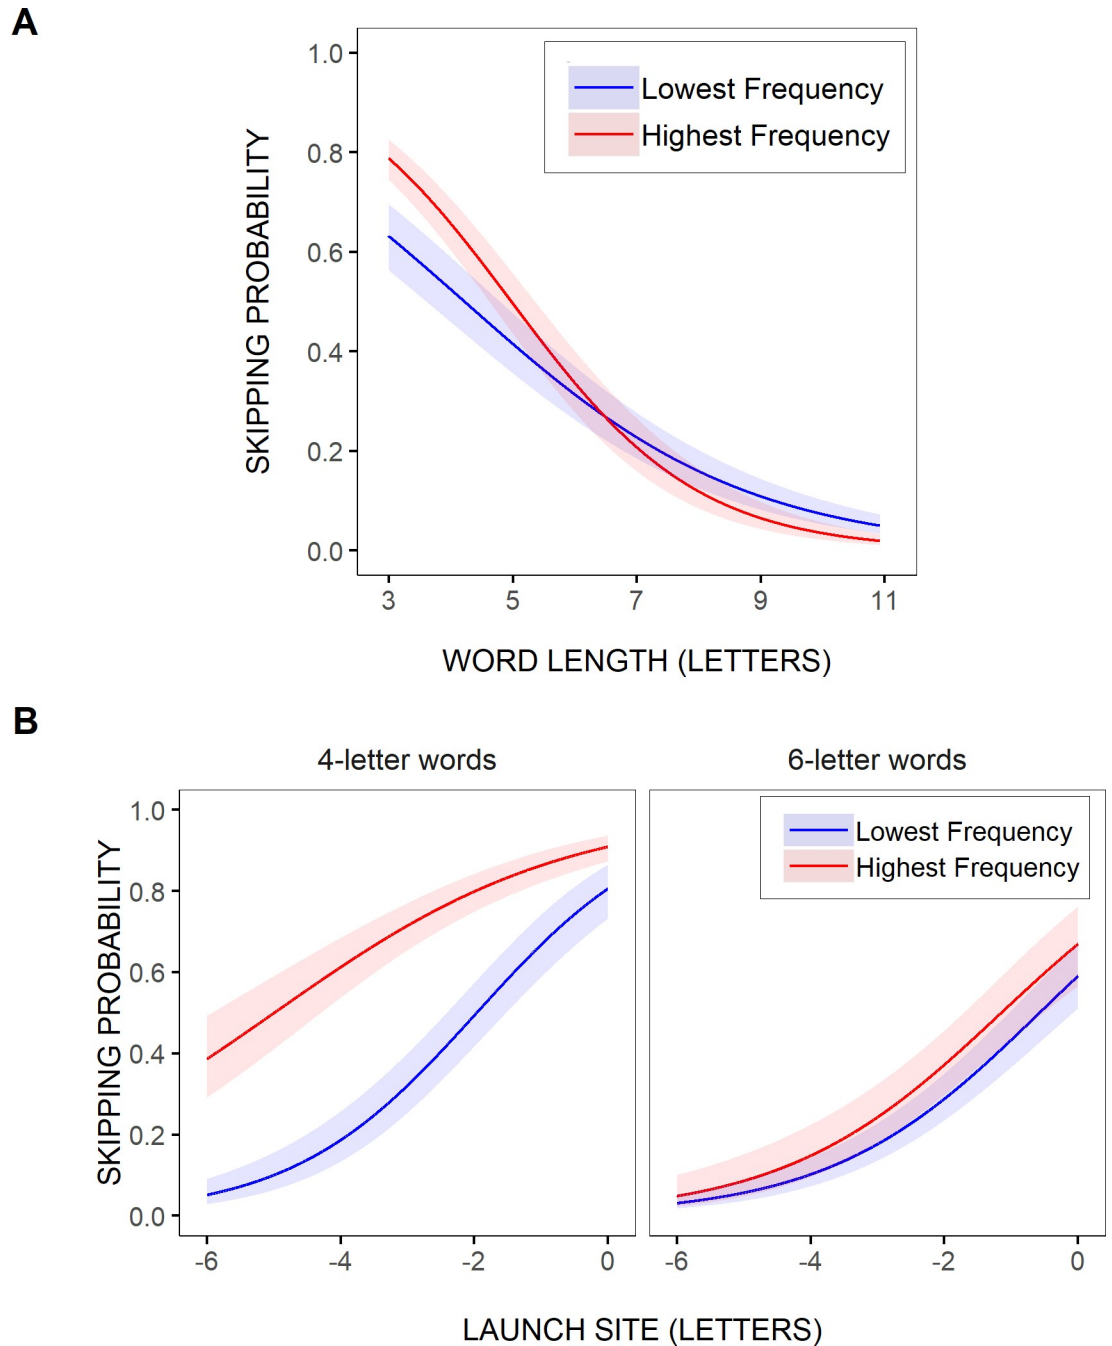 A
1.0
0.8
0.6
0.4
0.2
0.0
SKIPPING PROBABILITY
Lowest Frequency
Highest Frequency
3 5 7 9 11
WORD LENGTH (LETTERS)
B
4-letter words 6-letter words
1.0
0.8
0.6
0.4
0.2
0.0
SKIPPING PROBABILITY
Lowest Frequency
Highest Frequency
-6 -4 -2 0 -6 -4 -2 0
LAUNCH SITE (LETTERS)